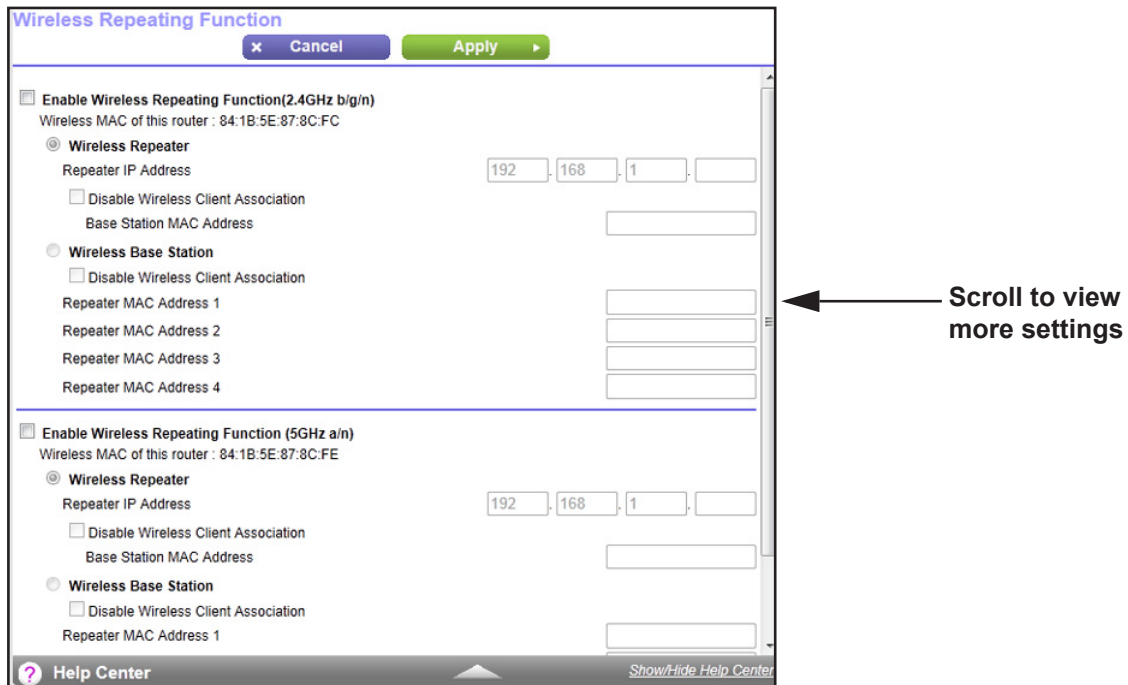 Wireless Repeating Function
× Cancel
Apply
Enable Wireless Repeating Function(2.4GHz b/g/n)
Wireless MAC of this router : 84:1B:5E:87:8C:FC
Wireless Repeater
Repeater IP Address 192 . 168 . 1 .
Disable Wireless Client Association
Base Station MAC Address
Wireless Base Station
Disable Wireless Client Association
Repeater MAC Address 1
Repeater MAC Address 2
Repeater MAC Address 3
Repeater MAC Address 4
Scroll to view
more settings
Enable Wireless Repeating Function (5GHz a/n)
Wireless MAC of this router : 84:1B:5E:87:8C:FE
Wireless Repeater
Repeater IP Address 192 . 168 . 1 .
Disable Wireless Client Association
Base Station MAC Address
Wireless Base Station
Disable Wireless Client Association
Repeater MAC Address 1
? Help Center
Show/Hide Help Center